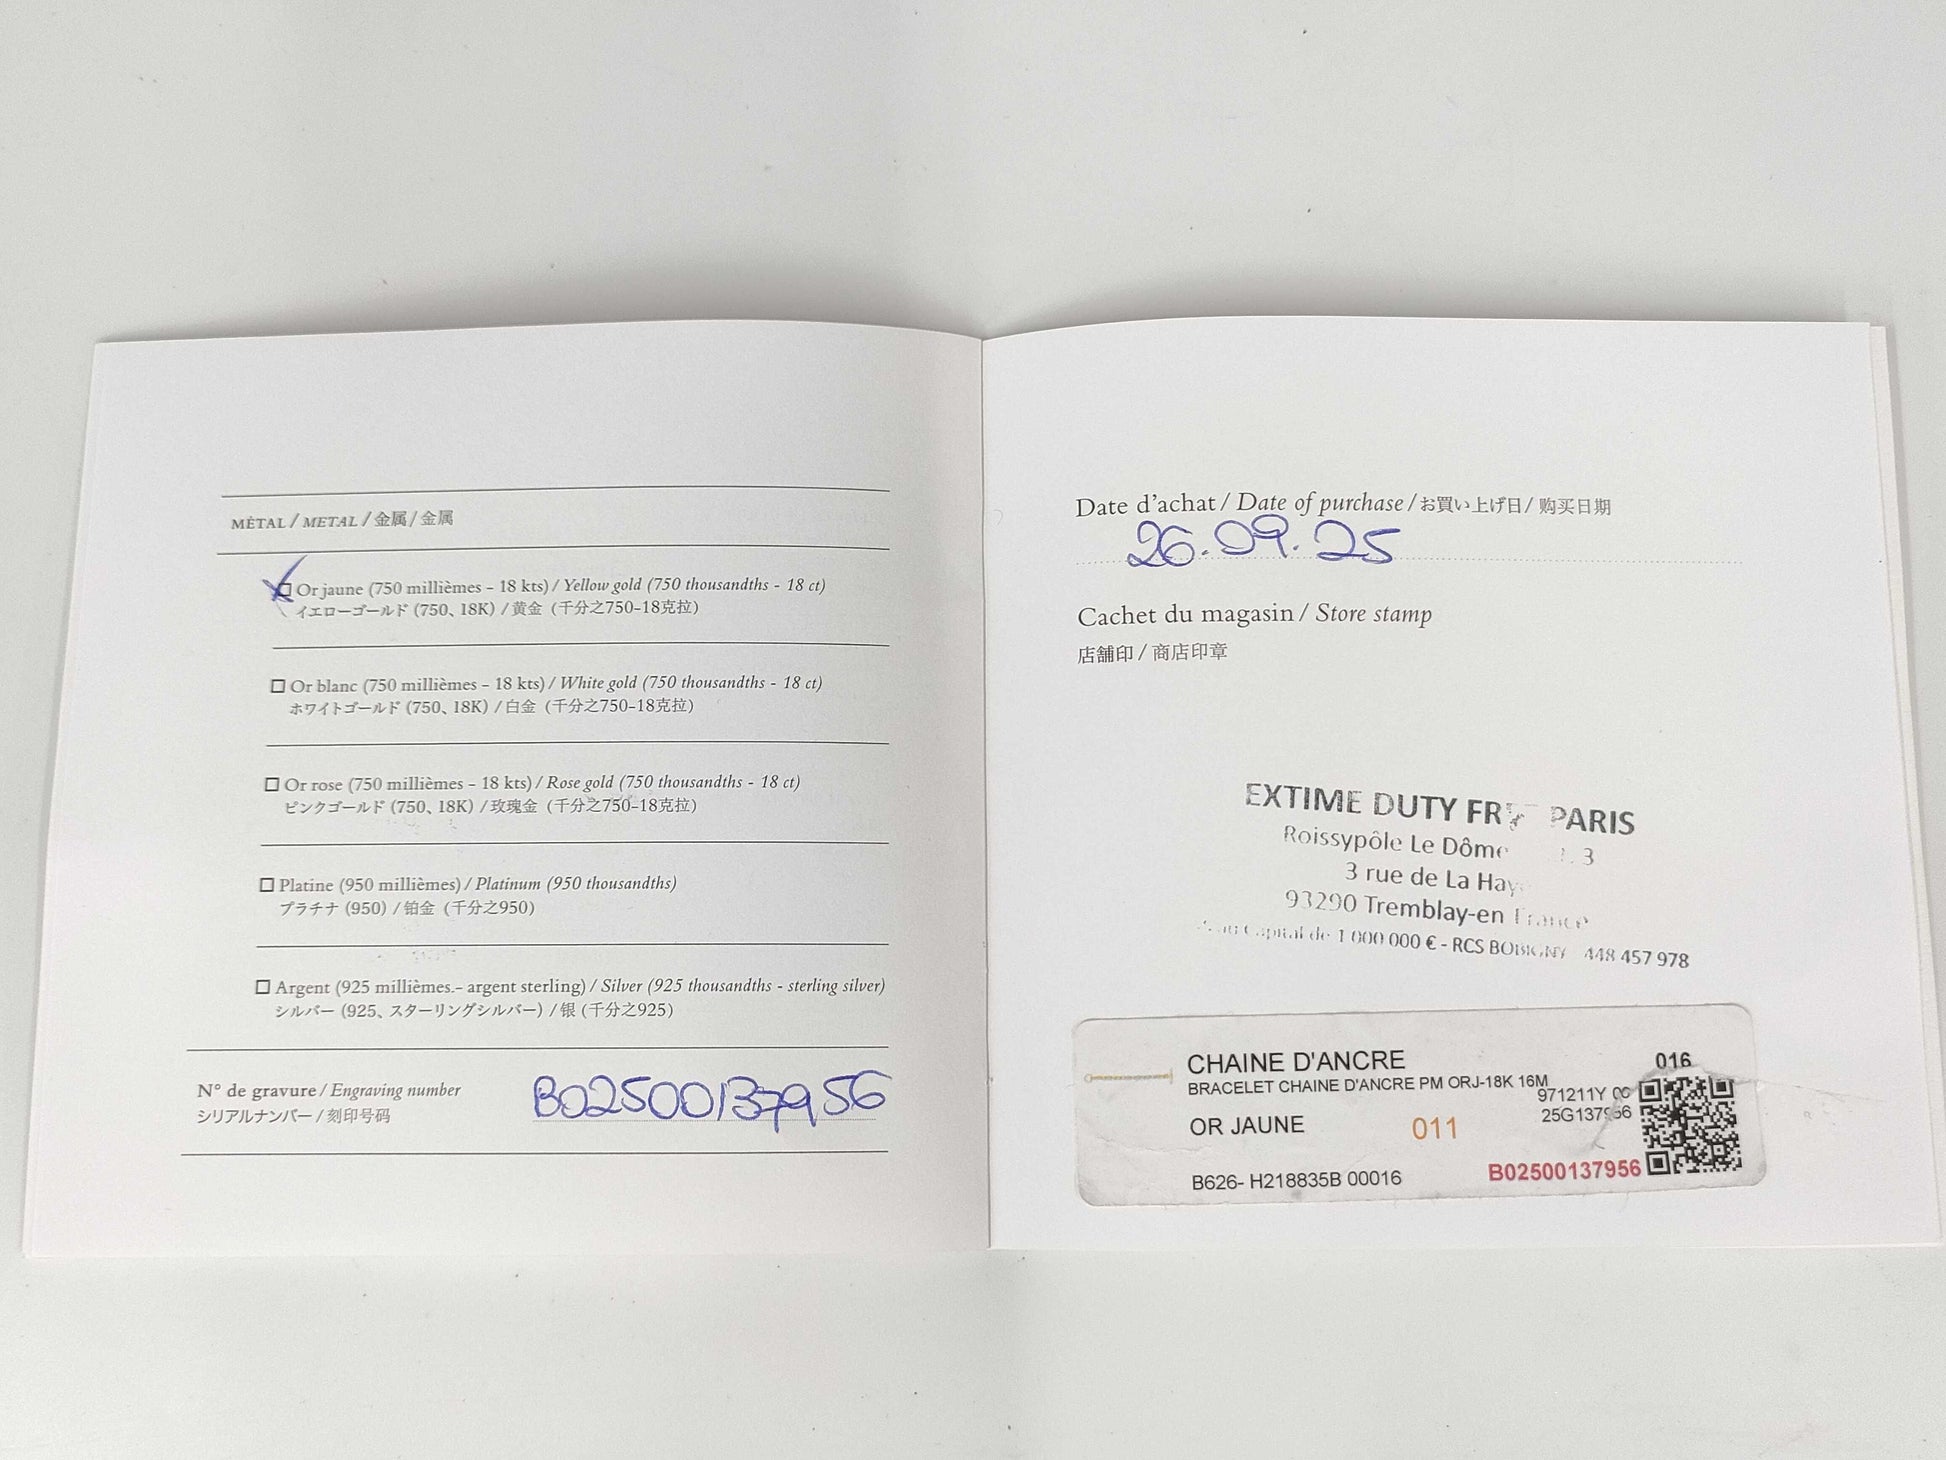 MÉTAL / METAL / 金属 / 金属
Or jaune (750 millièmes – 18 kts) / Yellow gold (750 thousandths - 18 ct)
イエローゴールド (750、18K) / 黄金 (千分之750-18克拉)
Or blanc (750 millièmes – 18 kts) / White gold (750 thousandths - 18 ct)
ホワイトゴールド (750、18K) / 白金 (千分之750-18克拉)
Or rose (750 millièmes – 18 kts) / Rose gold (750 thousandths - 18 ct)
ピンクゴールド (750、18K) / 玫瑰金 (千分之750-18克拉)
Platine (950 millièmes) / Platinum (950 thousandths)
プラチナ (950) / 铂金 (千分之950)
Argent (925 millièmes.– argent sterling) / Silver (925 thousandths - sterling silver)
シルバー (925、スターリングシルバー) / 银 (千分之925)
N° de gravure / Engraving number B02500137956
シリアルナンバー / 刻印号码
Date d'achat / Date of purchase / お買い上げ日 / 购买日期
26.09.25
Cachet du magasin / Store stamp
店舗印 / 商店印章
EXTIME DUTY PARIS
Roissypôle Le Dôme 3
3 rue de La
93290 Tremblay-en France
au Capital de 1 000 000 € - RCS BOBIGNY 448 457 978
CHAINE D'ANCRE 016
BRACELET CHAINE D'ANCRE PM ORJ-18K 16M
971211Y
25G137956
OR JAUNE 011
B626- H218835B 00016 B02500137956